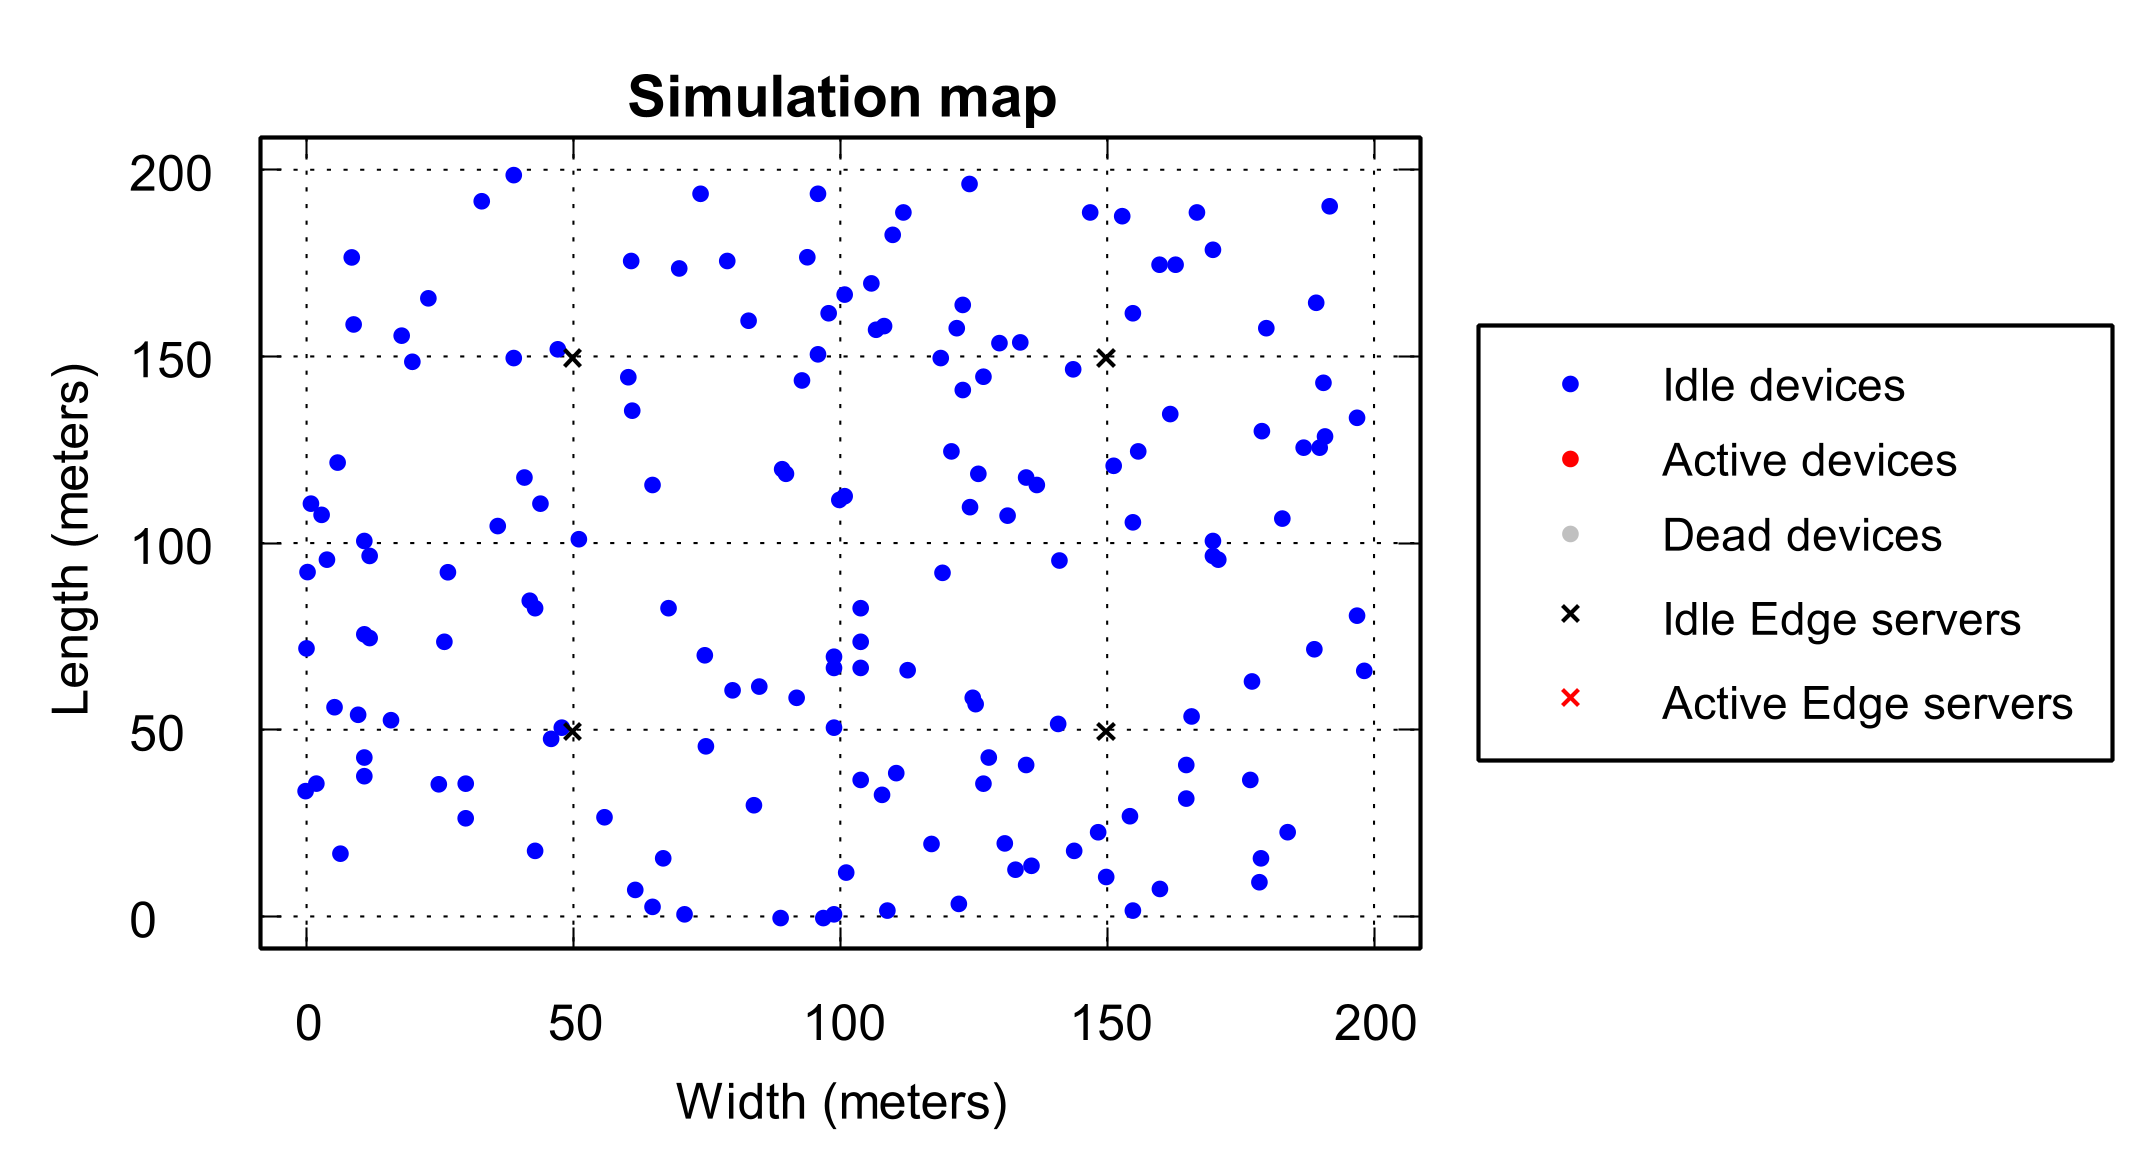 Simulation map
200
150
100
50
0
Length (meters)
0 50 100 150 200
Width (meters)
Idle devices
Active devices
Dead devices
Idle Edge servers
Active Edge servers